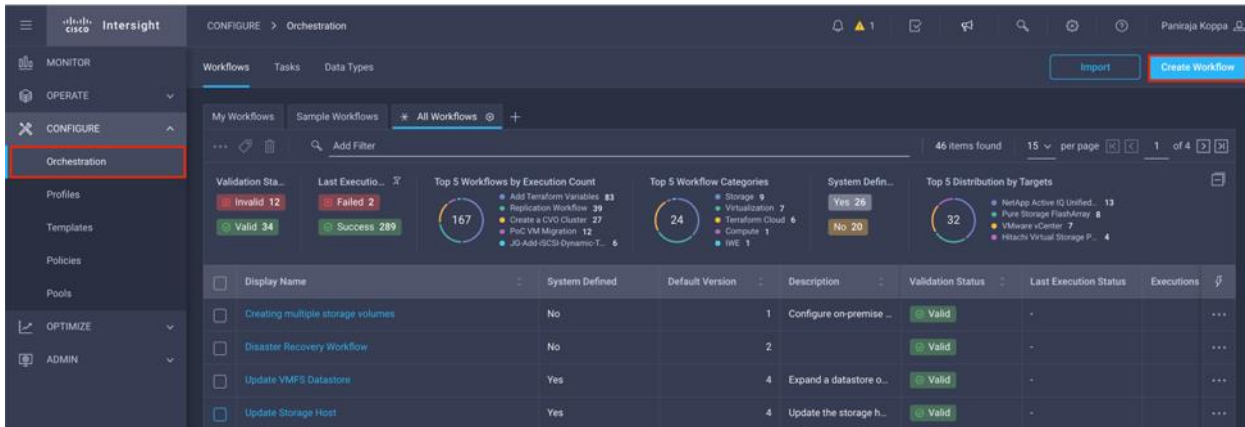 cisco Intersight
CONFIGURE > Orchestration
1
Paniraja Koppa
MONITOR
OPERATE
CONFIGURE
Orchestration
Profiles
Templates
Policies
Pools
OPTIMIZE
ADMIN
Workflows Tasks Data Types
Import Create Workflow
My Workflows Sample Workflows All Workflows +
... Add Filter
46 items found 15 per page 1 of 4
Validation Sta...
Invalid 12
Valid 34
Last Executio...
Failed 2
Success 289
Top 5 Workflows by Execution Count
167
Add Terraform Variables 83
Replication Workflow 39
Create a CVO Cluster 27
PoC VM Migration 12
JG-Add-iSCSI-Dynamic-T... 6
Top 5 Workflow Categories
24
Storage 9
Virtualization 7
Terraform Cloud 6
Compute 1
IWE 1
System Defin...
Yes 26
No 20
Top 5 Distribution by Targets
32
NetApp Active IQ Unified... 13
Pure Storage FlashArray 8
VMware vCenter 7
Hitachi Virtual Storage P... 4
Display Name System Defined Default Version Description Validation Status Last Execution Status Executions
Creating multiple storage volumes No 1 Configure on-premise ... Valid - ...
Disaster Recovery Workflow No 2 Valid - ...
Update VMFS Datastore Yes 4 Expand a datastore o... Valid - ...
Update Storage Host Yes 4 Update the storage h... Valid - ...